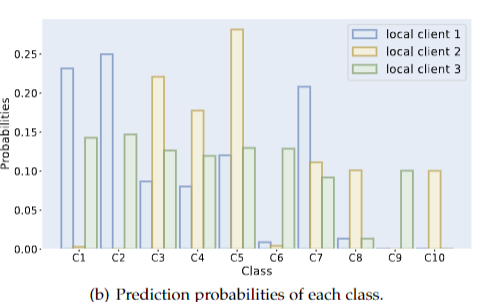 local client 1
local client 2
local client 3
Probabilities
0.25
0.20
0.15
0.10
0.05
0.00
C1 C2 C3 C4 C5 C6 C7 C8 C9 C10
Class
(b) Prediction probabilities of each class.